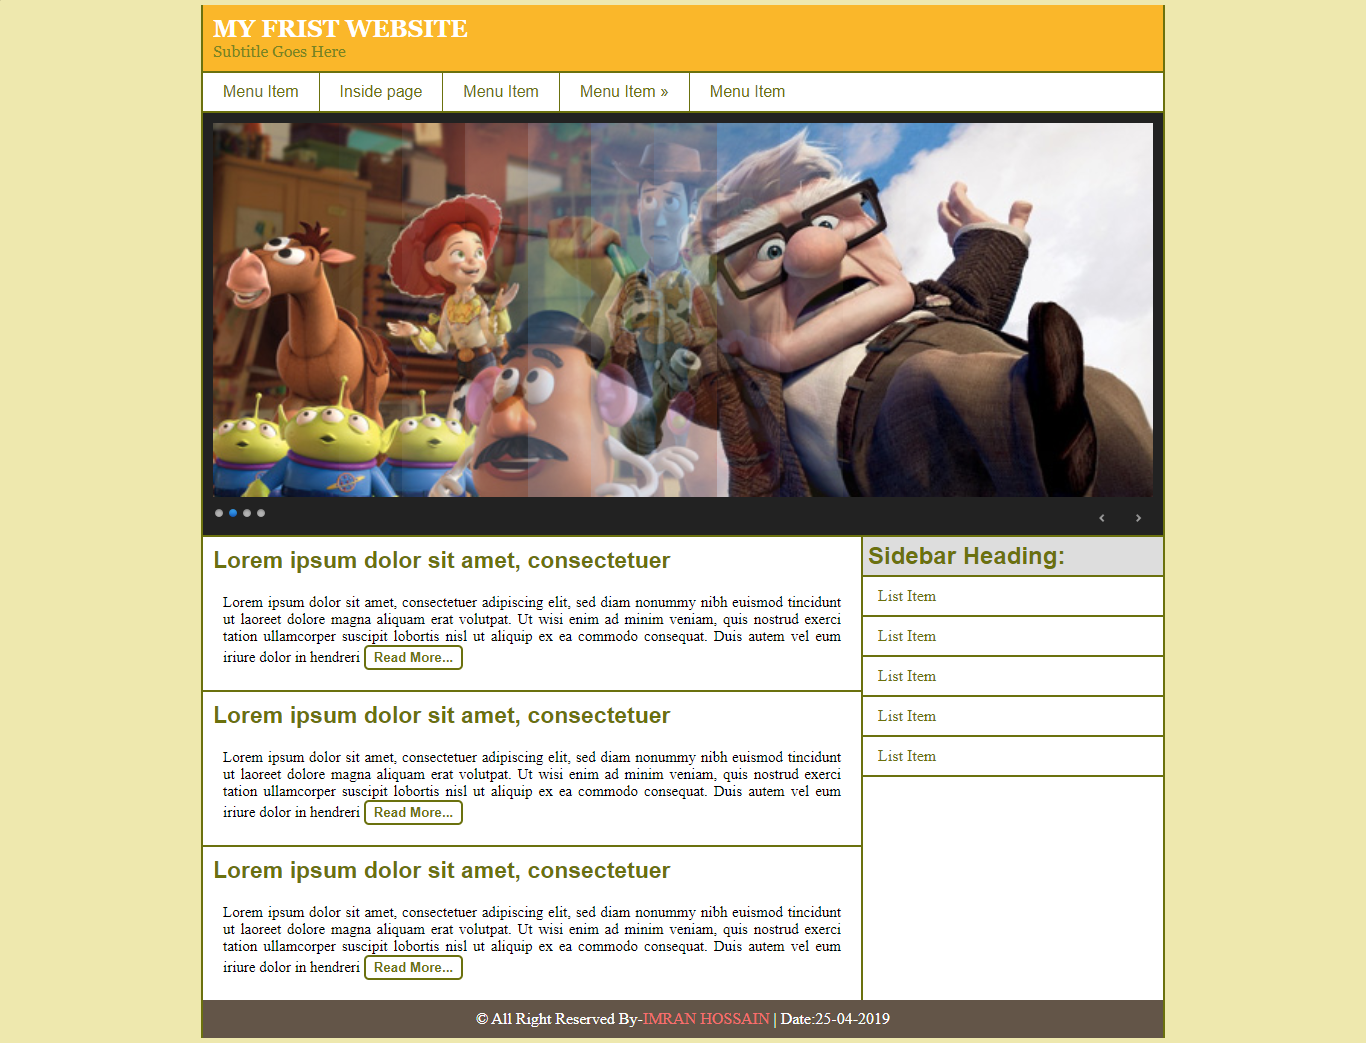 MY FRIST WEBSITE
Subtitle Goes Here
Menu Item Inside page Menu Item Menu Item » Menu Item
Lorem ipsum dolor sit amet, consectetuer
Lorem ipsum dolor sit amet, consectetuer adipiscing elit, sed diam nonummy nibh euismod tincidunt
ut laoreet dolore magna aliquam erat volutpat. Ut wisi enim ad minim veniam, quis nostrud exerci
tation ullamcorper suscipit lobortis nisl ut aliquip ex ea commodo consequat. Duis autem vel eum
iriure dolor in hendreri Read More...
Lorem ipsum dolor sit amet, consectetuer
Lorem ipsum dolor sit amet, consectetuer adipiscing elit, sed diam nonummy nibh euismod tincidunt
ut laoreet dolore magna aliquam erat volutpat. Ut wisi enim ad minim veniam, quis nostrud exerci
tation ullamcorper suscipit lobortis nisl ut aliquip ex ea commodo consequat. Duis autem vel eum
iriure dolor in hendreri Read More...
Lorem ipsum dolor sit amet, consectetuer
Lorem ipsum dolor sit amet, consectetuer adipiscing elit, sed diam nonummy nibh euismod tincidunt
ut laoreet dolore magna aliquam erat volutpat. Ut wisi enim ad minim veniam, quis nostrud exerci
tation ullamcorper suscipit lobortis nisl ut aliquip ex ea commodo consequat. Duis autem vel eum
iriure dolor in hendreri Read More...
Sidebar Heading:
List Item
List Item
List Item
List Item
List Item
© All Right Reserved By-IMRAN HOSSAIN | Date:25-04-2019